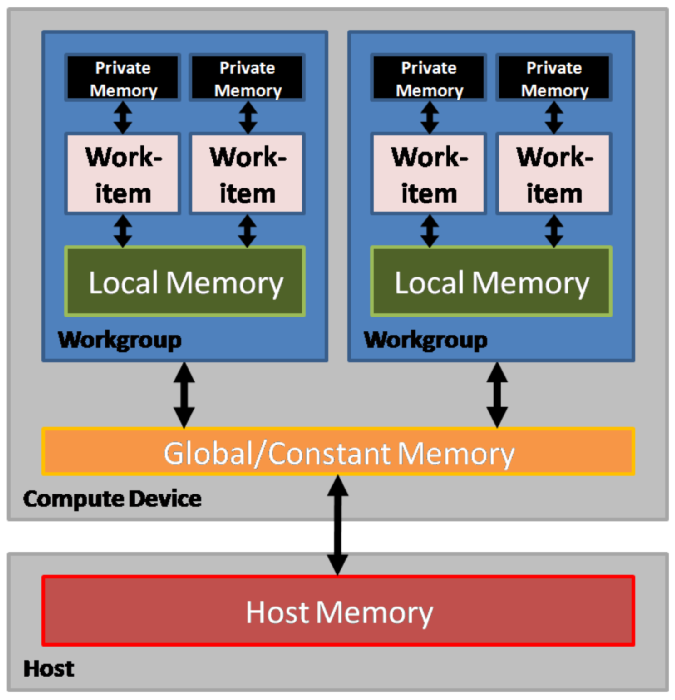 Private
Memory
Private
Memory
Private
Memory
Private
Memory
Work-
item
Work-
item
Work-
item
Work-
item
Local Memory
Local Memory
Workgroup
Workgroup
Global/Constant Memory
Compute Device
Host Memory
Host